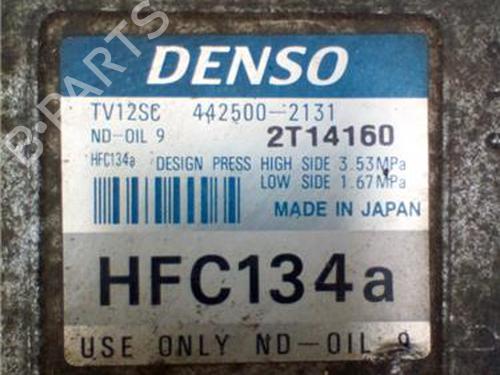 DENSO
TV12SC 442500-2131
ND-OIL 9 2T14160
HFC134a DESIGN PRESS HIGH SIDE 3.53MPa
LOW SIDE 1.67MPa
MADE IN JAPAN
HFC134a
USE ONLY ND-OIL 9
B-PARTS